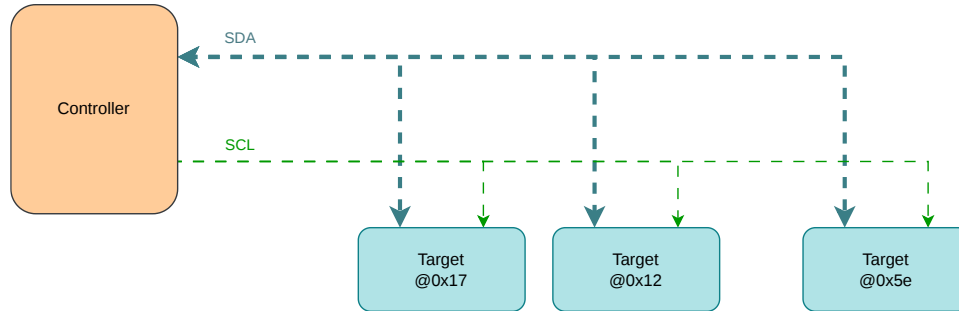 SDA
Controller
SCL
Target
@0x17
Target
@0x12
Target
@0x5e